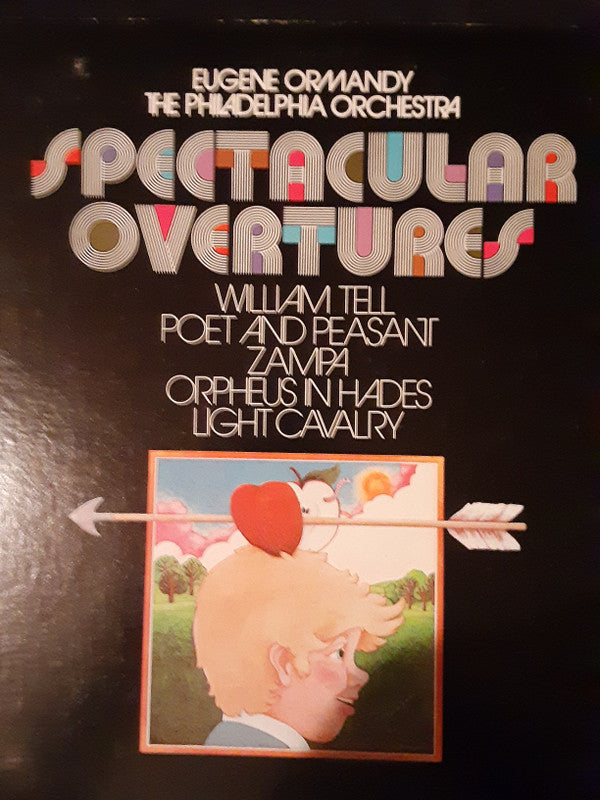 EUGENE ORMANDY
THE PHILADELPHIA ORCHESTRA
SPECTACULAR
OVERTURES
WILLIAM TELL
POET AND PEASANT
ZAMPA
ORPHEUS IN HADES
LIGHT CAVALRY